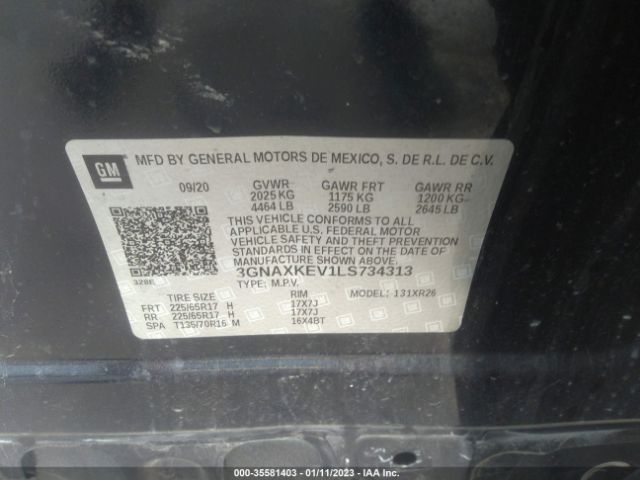 GM
MFD BY GENERAL MOTORS DE MEXICO, S. DE R.L. DE C.V.
09/20 GVWR GAWR FRT GAWR RR
2025 KG 1175 KG 1200 KG
4464 LB 2590 LB 2645 LB
THIS VEHICLE CONFORMS TO ALL
APPLICABLE U.S. FEDERAL MOTOR
VEHICLE SAFETY AND THEFT PREVENTION
STANDARDS IN EFFECT ON THE DATE OF
MANUFACTURE SHOWN ABOVE.
3GNAXKEV1LS734313
328E TYPE: M.P.V. MODEL: 131XR26
TIRE SIZE RIM
FRT 225/65R17 H 17X7J
RR 225/65R17 H 17X7J
SPA T135/70R16 M 16X4BT
000-35581403 - 01/11/2023 - IAA Inc.